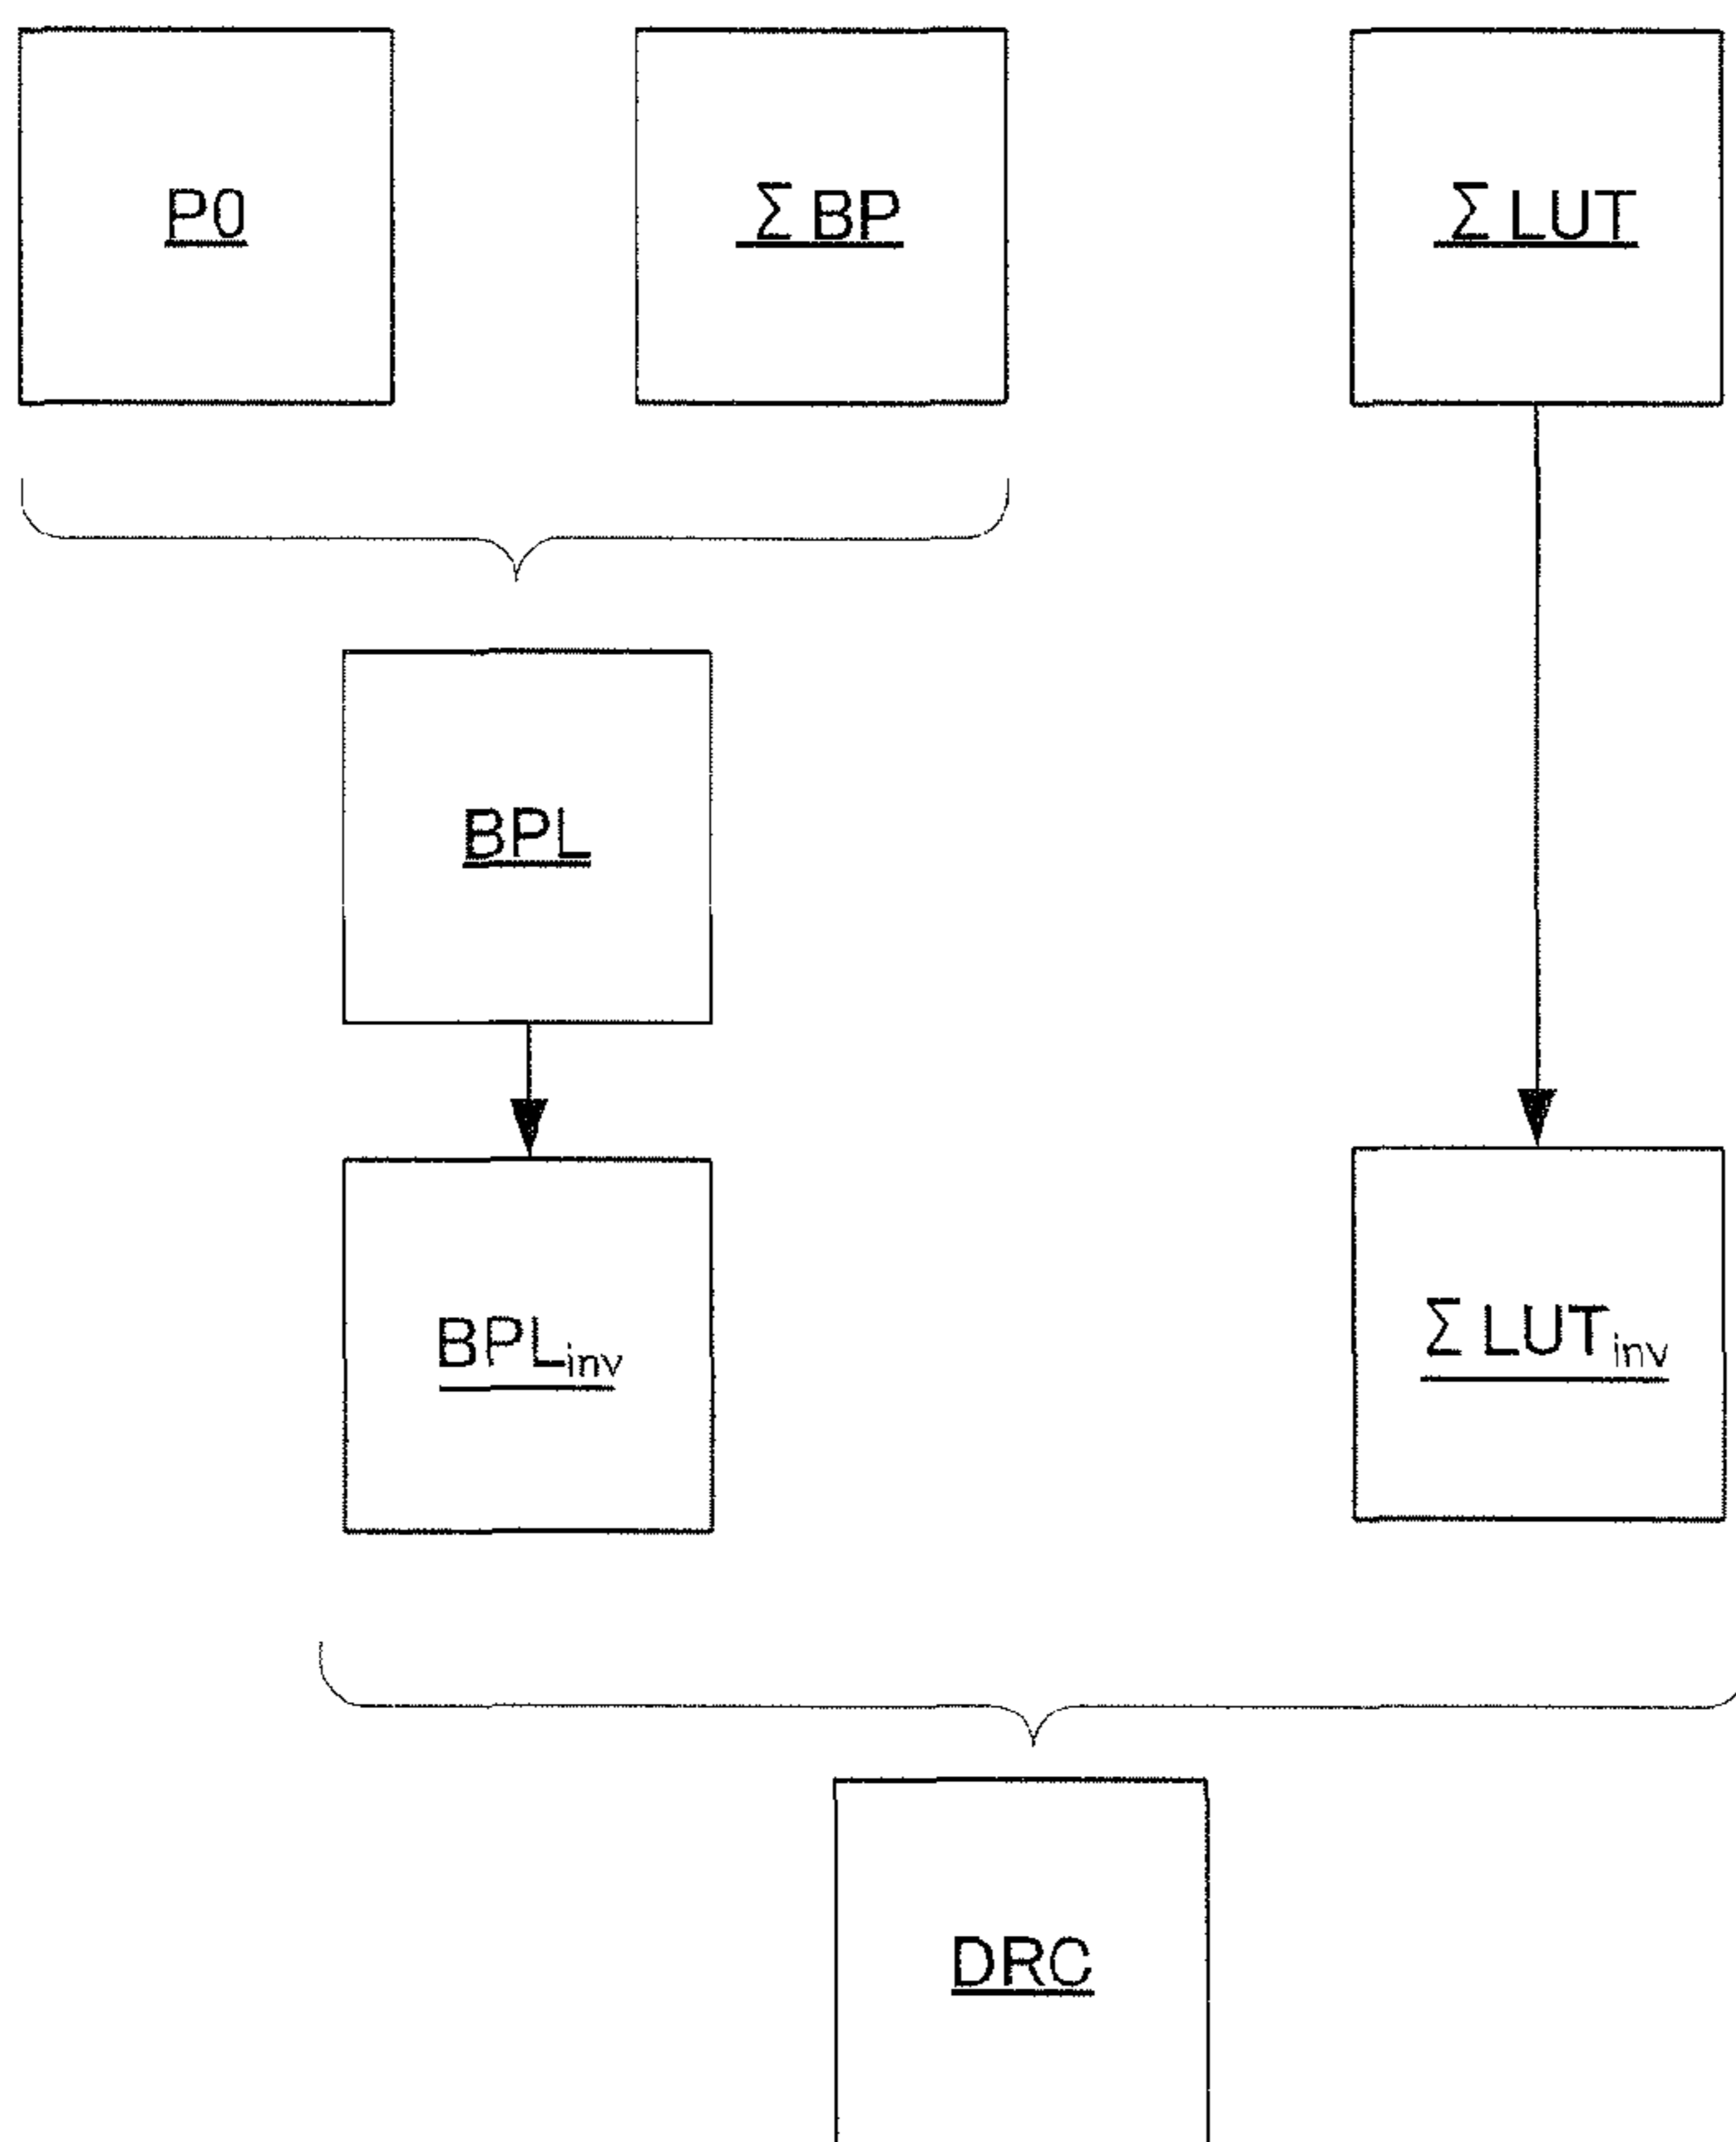 P0
Σ BP
Σ LUT
BPL
BPLinv
Σ LUTinv
DRC